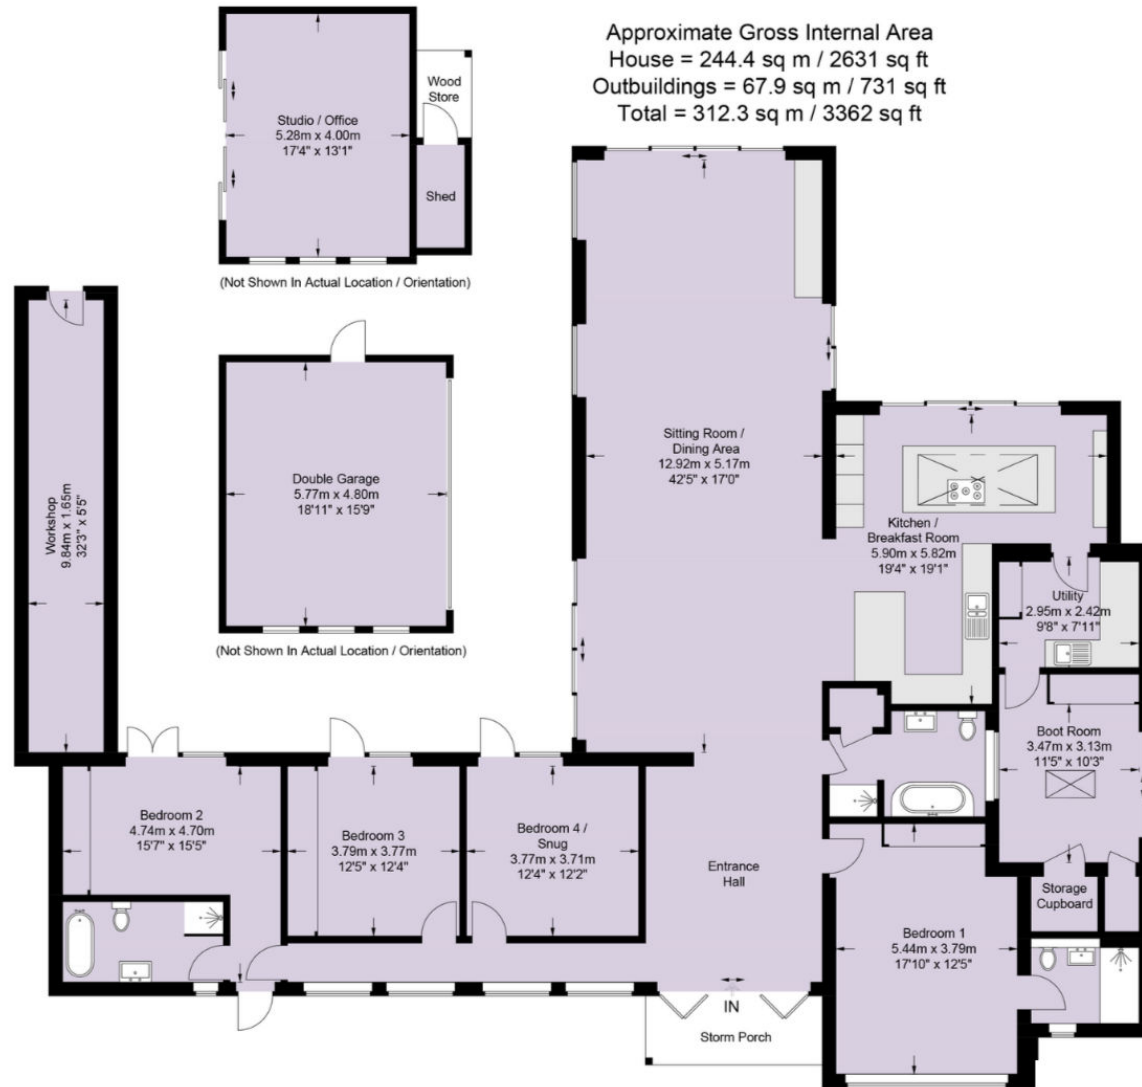 Approximate Gross Internal Area
House = 244.4 sq m / 2631 sq ft
Outbuildings = 67.9 sq m / 731 sq ft
Total = 312.3 sq m / 3362 sq ft
Studio / Office
5.28m x 4.00m
17'4" x 13'1"
Wood
Store
Shed
(Not Shown In Actual Location / Orientation)
Workshop
9.84m x 1.65m
32'3" x 5'5"
Double Garage
5.77m x 4.80m
18'11" x 15'9"
(Not Shown In Actual Location / Orientation)
Sitting Room /
Dining Area
12.92m x 5.17m
42'5" x 17'0"
Kitchen /
Breakfast Room
5.90m x 5.82m
19'4" x 19'1"
Utility
2.95m x 2.42m
9'8" x 7'11"
Boot Room
3.47m x 3.13m
11'5" x 10'3"
Bedroom 2
4.74m x 4.70m
15'7" x 15'5"
Bedroom 3
3.79m x 3.77m
12'5" x 12'4"
Bedroom 4 /
Snug
3.77m x 3.71m
12'4" x 12'2"
Entrance
Hall
Storage
Cupboard
Bedroom 1
5.44m x 3.79m
17'10" x 12'5"
IN
Storm Porch